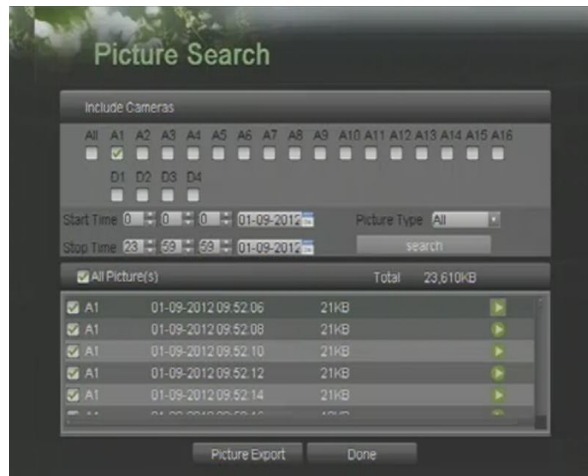 Picture Search
Include Cameras
All A1 A2 A3 A4 A5 A6 A7 A8 A9 A10 A11 A12 A13 A14 A15 A16
D1 D2 D3 D4
Start Time 0 0 0 01-09-2012 Picture Type All
Stop Time 23 59 59 01-09-2012 search
All Picture(s) Total 23,610KB
A1 01-09-2012 09:52:06 21KB
A1 01-09-2012 09:52:08 21KB
A1 01-09-2012 09:52:10 21KB
A1 01-09-2012 09:52:12 21KB
A1 01-09-2012 09:52:14 21KB
Picture Export Done